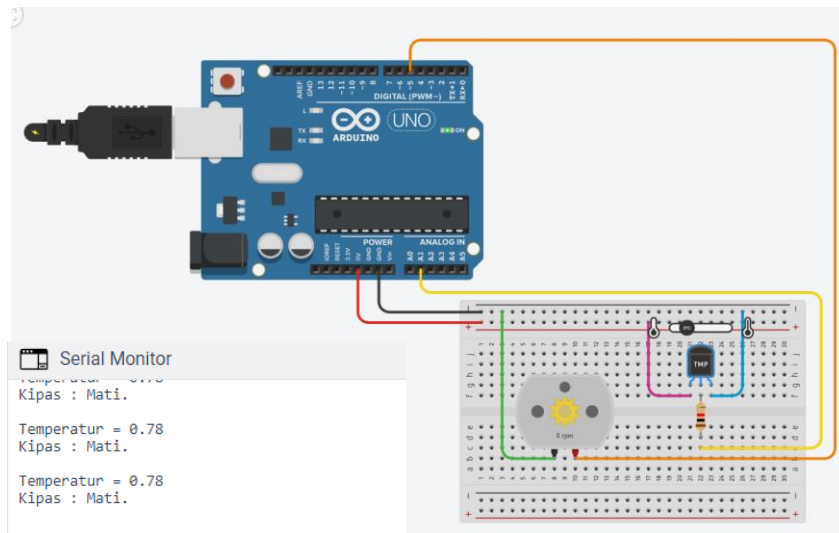 AREF
GND
13
12
~11
~10
~9
8
7
~6
~5
4
~3
2
TX→1
RX←0
DIGITAL (PWM~)
L
TX
RX
UNO
ON
ARDUINO
POWER
ANALOG IN
IOREF
RESET
3.3V
5V
GND
GND
Vin
A0
A1
A2
A3
A4
A5
TMP
0 rpm
Serial Monitor
Temperatur = 0.78
Kipas : Mati.
Temperatur = 0.78
Kipas : Mati.
Temperatur = 0.78
Kipas : Mati.